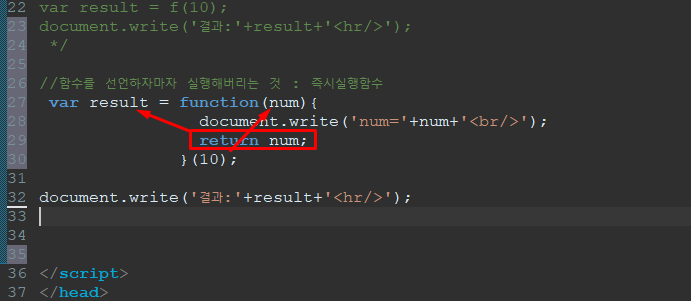 22 var result = f(10);
23 document.write('결과:'+result+'<hr/>');
24 */
25
26 //함수를 선언하자마자 실행해버리는 것 : 즉시실행함수
27 var result = function(num){
28 document.write('num='+num+'<br/>');
29 return num;
30 }(10);
31
32 document.write('결과:'+result+'<hr/>');
33
34
35
36 </script>
37 </head>